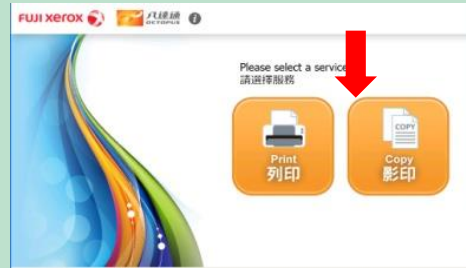 FUJI XEROX 八達通 OCTOPUS i
Please select a service
請選擇服務
COPY
Print
列印
Copy
影印